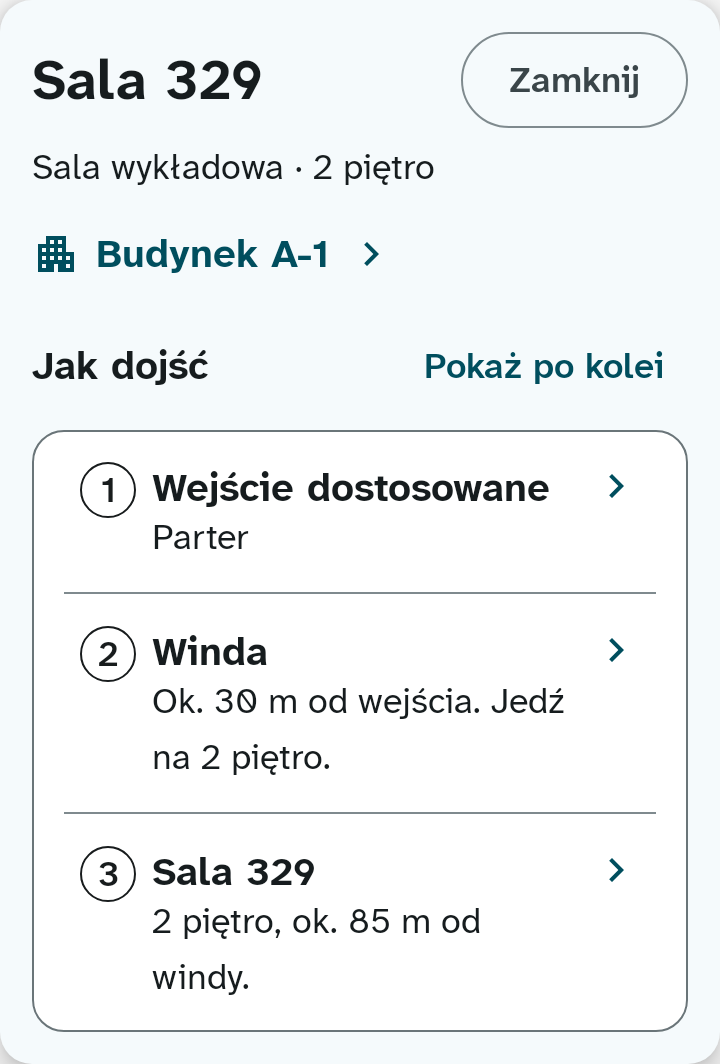 Sala 329
Zamknij
Sala wykładowa · 2 piętro
Budynek A-1
Jak dojść
Pokaż po kolei
1
Wejście dostosowane
Parter
2
Winda
Ok. 30 m od wejścia. Jedź
na 2 piętro.
3
Sala 329
2 piętro, ok. 85 m od
windy.